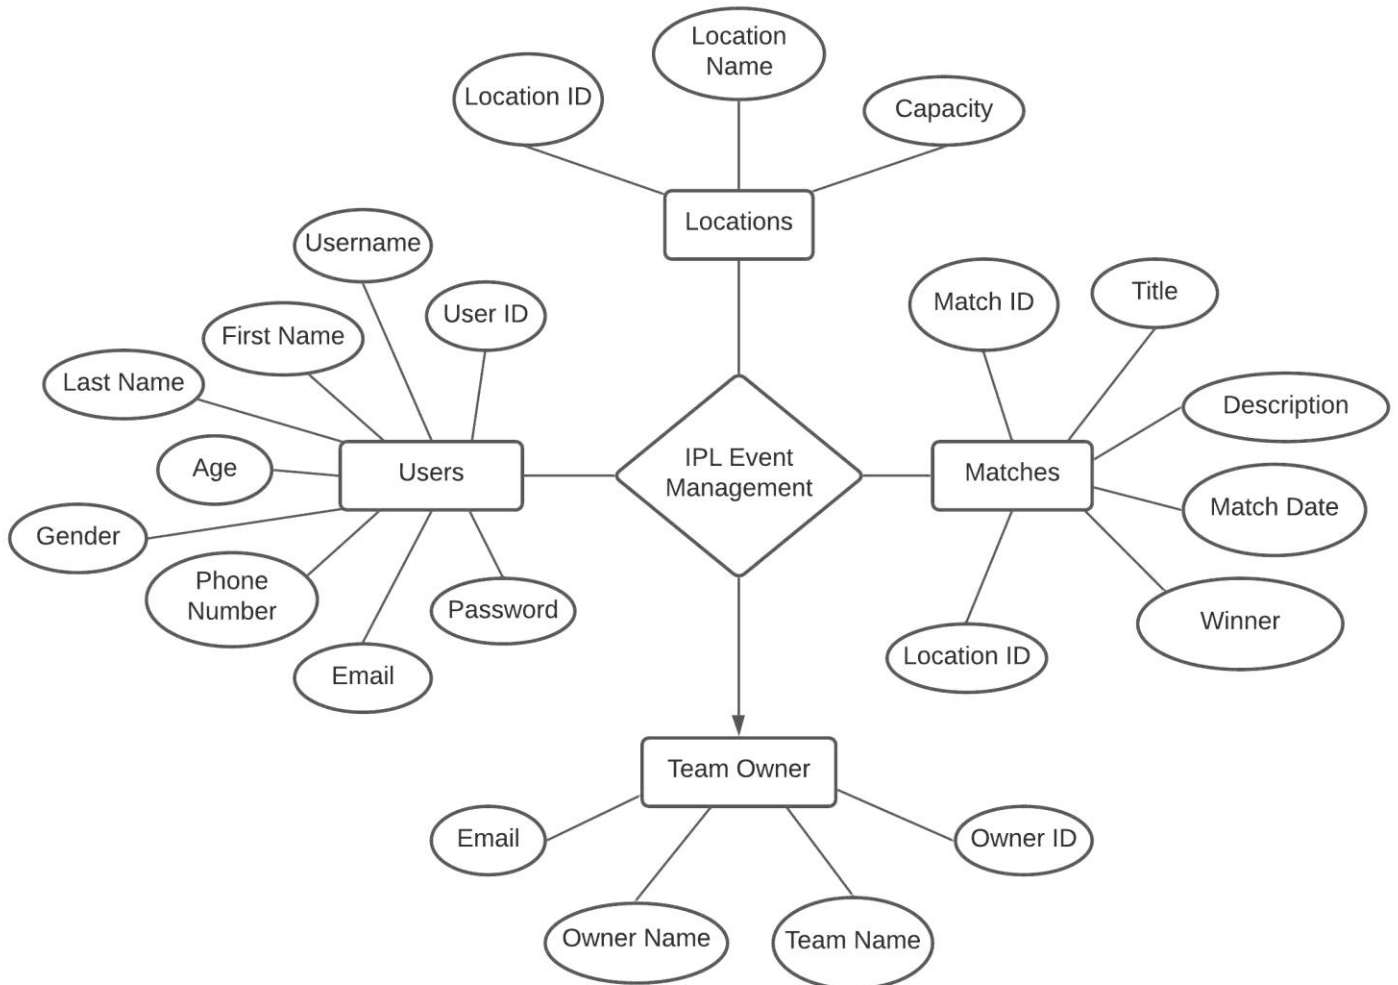 Location
Name
Location ID
Capacity
Locations
Username
User ID
First Name
Last Name
Age
Users
Gender
Phone
Number
Password
Email
IPL Event
Management
Match ID
Title
Description
Matches
Match Date
Winner
Location ID
Team Owner
Email
Owner ID
Owner Name
Team Name